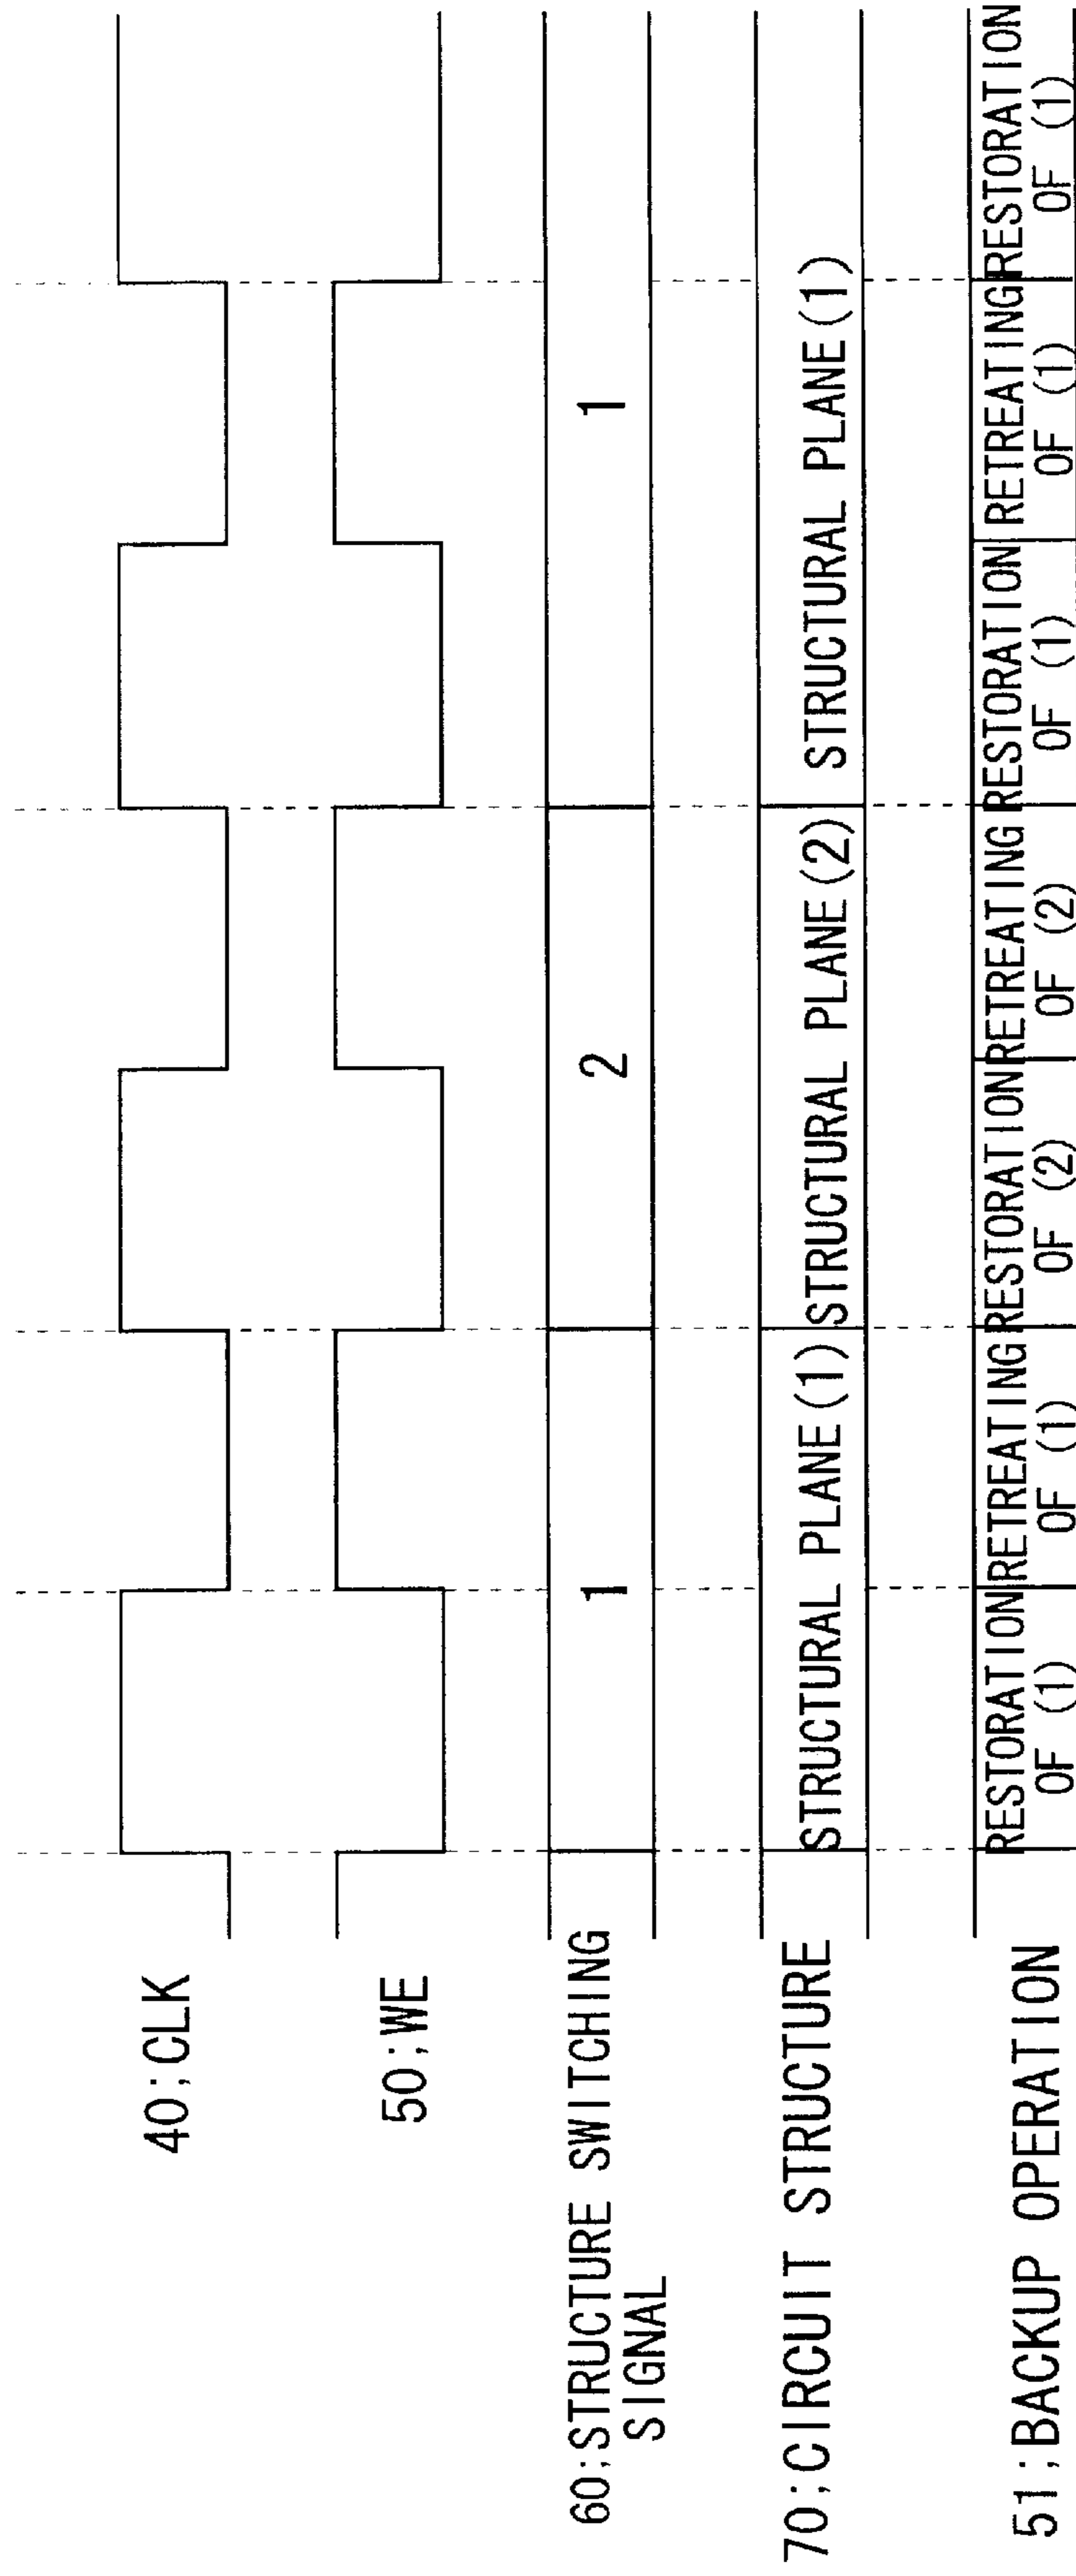 40;CLK
50;WE
60;STRUCTURE SWITCHING
SIGNAL
1
2
1
70;CIRCUIT STRUCTURE
STRUCTURAL PLANE(1)
STRUCTURAL PLANE(2)
STRUCTURAL PLANE(1)
51;BACKUP OPERATION
RESTORATION
OF (1)
RETREATING
OF (1)
RESTORATION
OF (2)
RETREATING
OF (2)
RESTORATION
OF (1)
RETREATING
OF (1)
RESTORATION
OF (1)